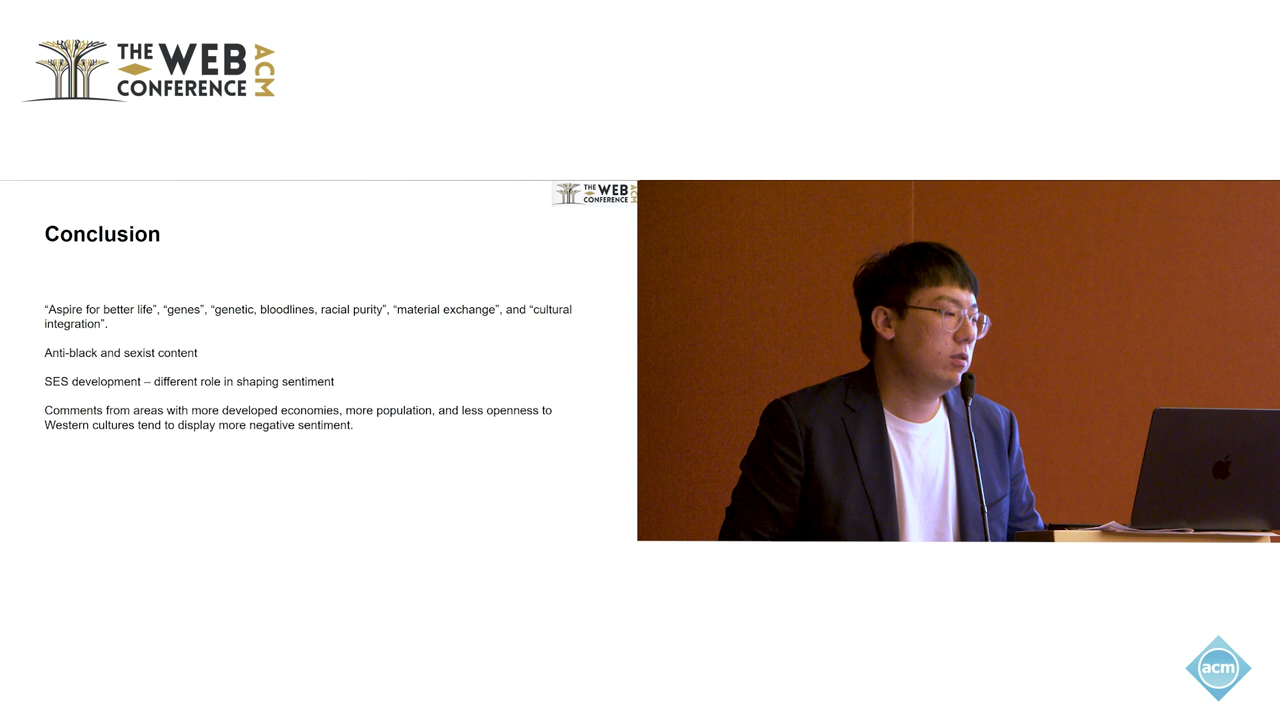 THE WEB
CONFERENCE
ACM
THE WEB
CONFERENCE
ACM
Conclusion
“Aspire for better life”, “genes”, “genetic, bloodlines, racial purity”, “material exchange”, and “cultural
integration”.
Anti-black and sexist content
SES development – different role in shaping sentiment
Comments from areas with more developed economies, more population, and less openness to
Western cultures tend to display more negative sentiment.
acm